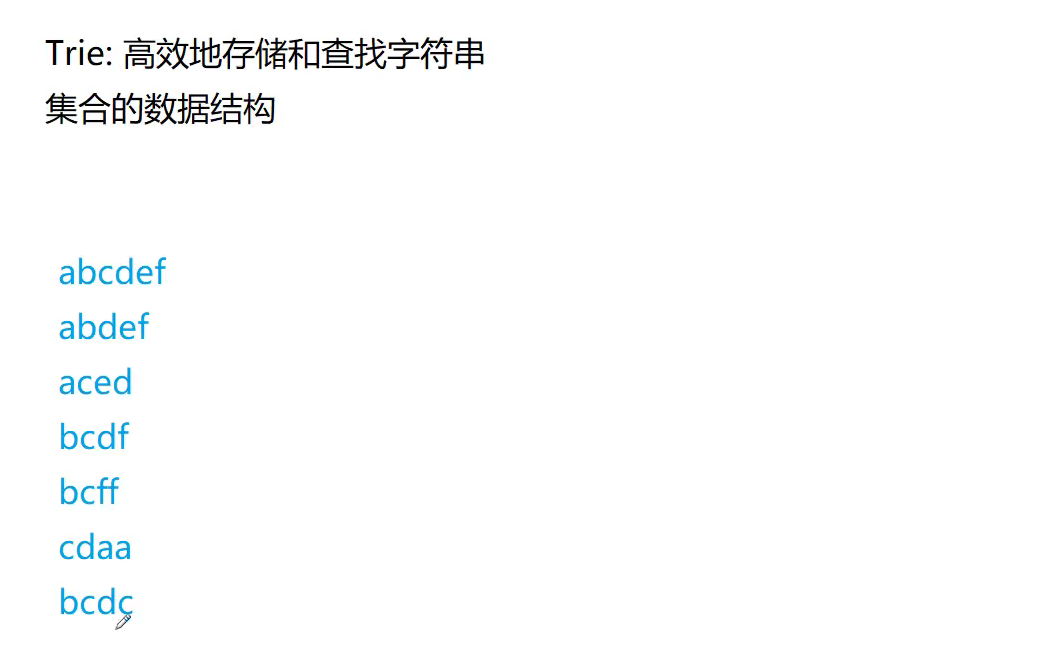 Trie: 高效地存储和查找字符串
集合的数据结构
abcdef
abdef
aced
bcdf
bcff
cdaa
bcdc